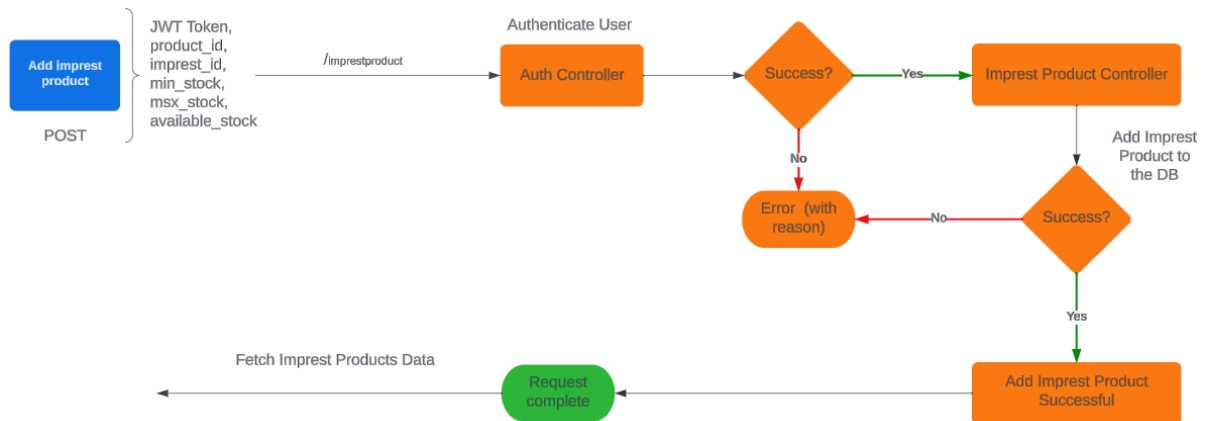 Add imprest
product
POST
JWT Token,
product_id,
imprest_id,
min_stock,
msx_stock,
available_stock
/imprestproduct
Authenticate User
Auth Controller
Success?
Yes
Imprest Product Controller
No
Add Imprest
Product to
the DB
Error (with
reason)
No
Success?
Yes
Fetch Imprest Products Data
Request
complete
Add Imprest Product
Successful